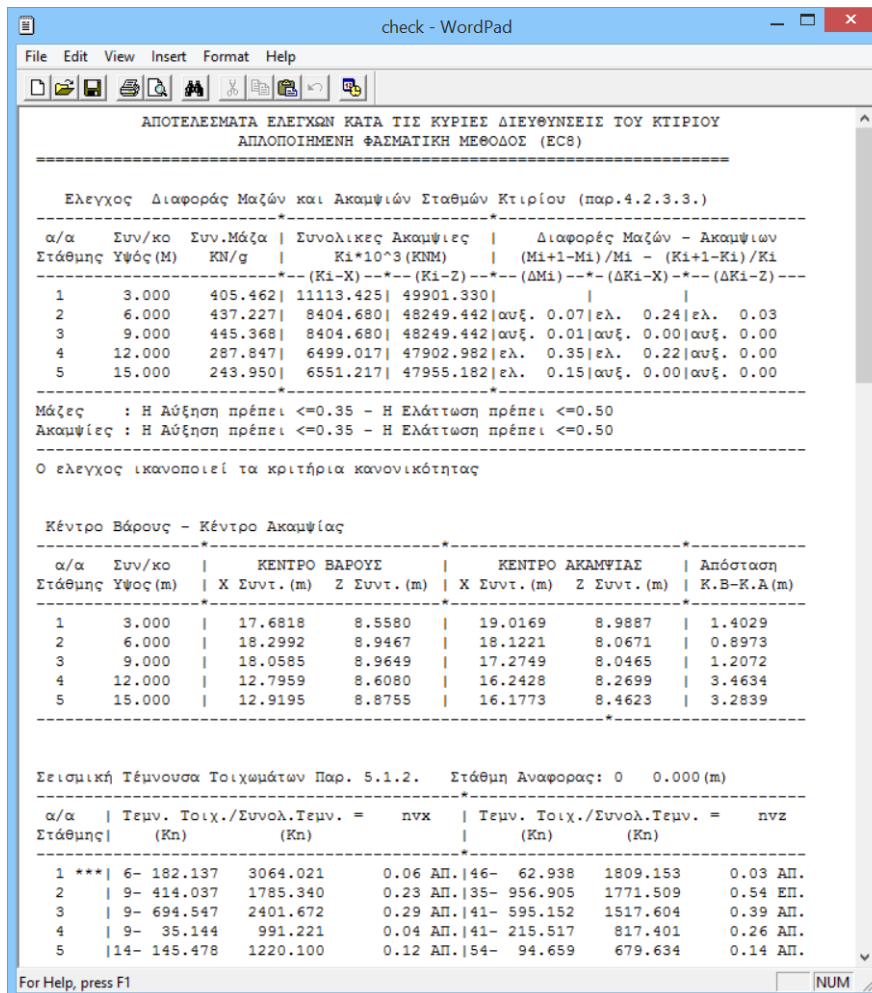 check - WordPad
File Edit View Insert Format Help
ΑΠΟΤΕΛΕΣΜΑΤΑ ΕΛΕΓΧΩΝ ΚΑΤΑ ΤΙΣ ΚΥΡΙΕΣ ΔΙΕΥΘΥΝΣΕΙΣ ΤΟΥ ΚΤΙΡΙΟΥ
ΑΠΛΟΠΟΙΗΜΕΝΗ ΦΑΣΜΑΤΙΚΗ ΜΕΘΟΔΟΣ (EC8)
Ελεγχος Διαφοράς Μαζών και Ακαμψιών Σταθμών Κτιρίου (παρ.4.2.3.3.)
α/α Συν/κο Συν.Μάζα | Συνολικες Ακαμψιες | Διαφορές Μαζών - Ακαμψιων
Στάθμης Υψός(M) KN/g | Ki*10^3(KNM) | (Mi+1-Mi)/Mi - (Ki+1-Ki)/Ki
-----------------------*--(Ki-X)--*--(Ki-Z)--*--(ΔMi)---*-(ΔKi-X)-*--(ΔKi-Z)---
1 3.000 405.462| 11113.425| 49901.330| | |
2 6.000 437.227| 8404.680| 48249.442|αυξ. 0.07|ελ. 0.24|ελ. 0.03
3 9.000 445.368| 8404.680| 48249.442|αυξ. 0.01|αυξ. 0.00|αυξ. 0.00
4 12.000 287.847| 6499.017| 47902.982|ελ. 0.35|ελ. 0.22|αυξ. 0.00
5 15.000 243.950| 6551.217| 47955.182|ελ. 0.15|αυξ. 0.00|αυξ. 0.00
Μάζες : Η Αύξηση πρέπει <=0.35 - Η Ελάττωση πρέπει <=0.50
Ακαμψίες : Η Αύξηση πρέπει <=0.35 - Η Ελάττωση πρέπει <=0.50
Ο ελεγχος ικανοποιεί τα κριτήρια κανονικότητας
Κέντρο Βάρους - Κέντρο Ακαμψίας
α/α Συν/κο | ΚΕΝΤΡΟ ΒΑΡΟΥΣ | ΚΕΝΤΡΟ ΑΚΑΜΨΙΑΣ | Απόσταση
Στάθμης Υψος(m) | X Συντ.(m) Z Συντ.(m) | X Συντ.(m) Z Συντ.(m) | Κ.Β-Κ.Α(m)
1 3.000 | 17.6818 8.5580 | 19.0169 8.9887 | 1.4029
2 6.000 | 18.2992 8.9467 | 18.1221 8.0671 | 0.8973
3 9.000 | 18.0585 8.9649 | 17.2749 8.0465 | 1.2072
4 12.000 | 12.7959 8.6080 | 16.2428 8.2699 | 3.4634
5 15.000 | 12.9195 8.8755 | 16.1773 8.4623 | 3.2839
Σεισμική Τέμνουσα Τοιχωμάτων Παρ. 5.1.2. Στάθμη Αναφορας: 0 0.000(m)
α/α | Τεμν. Τοιχ./Συνολ.Τεμν. = nvx | Τεμν. Τοιχ./Συνολ.Τεμν. = nvz
Στάθμης| (Kn) (Kn) | (Kn) (Kn)
1 ***| 6- 182.137 3064.021 0.06 ΑΠ.|46- 62.938 1809.153 0.03 ΑΠ.
2 | 9- 414.037 1785.340 0.23 ΑΠ.|35- 956.905 1771.509 0.54 ΕΠ.
3 | 9- 694.547 2401.672 0.29 ΑΠ.|41- 595.152 1517.604 0.39 ΑΠ.
4 | 9- 35.144 991.221 0.04 ΑΠ.|41- 215.517 817.401 0.26 ΑΠ.
5 |14- 145.478 1220.100 0.12 ΑΠ.|54- 94.659 679.634 0.14 ΑΠ.
For Help, press F1
NUM